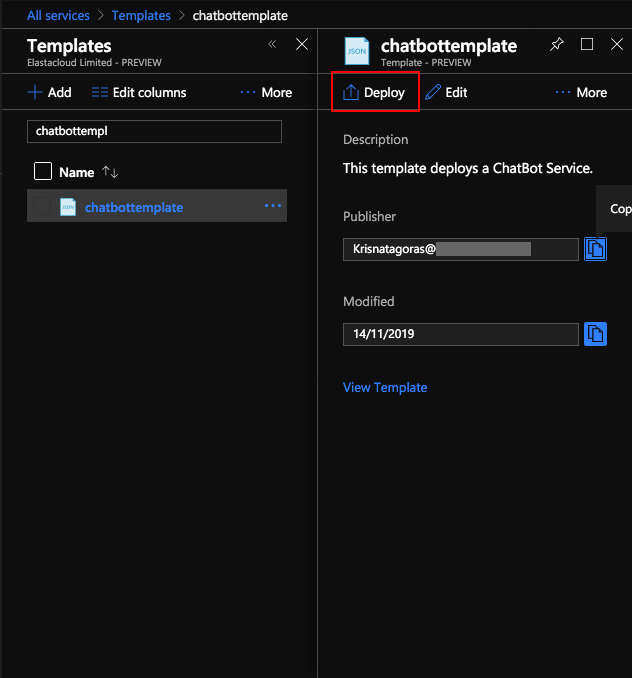 All services > Templates > chatbottemplate
Templates
Elastacloud Limited - PREVIEW
Add
Edit columns
More
chatbottempl
Name
JSON
chatbottemplate
JSON
chatbottemplate
Template - PREVIEW
Deploy
Edit
More
Description
This template deploys a ChatBot Service.
Publisher
Cop
Krisnatagoras@
Modified
14/11/2019
View Template